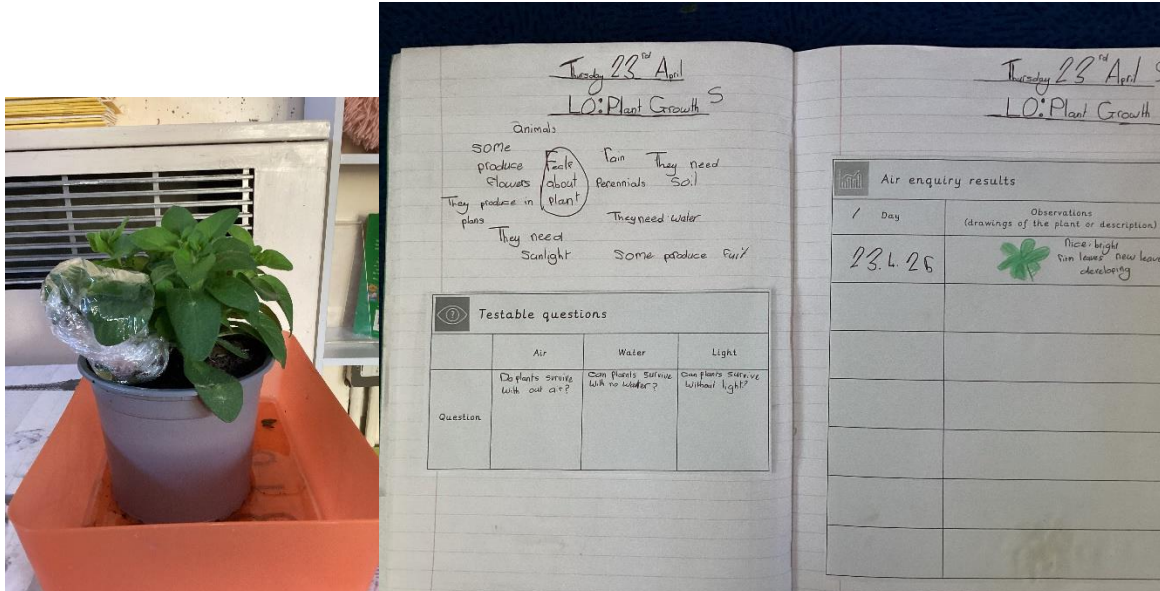 Thursday 23rd April
LO: Plant Growth S
animals
some
produce
flowers
Facts
about
plant
rain
They need
soil
Perennials
They produce in
plans
They need water
They need
sunlight
Some produce fuit
Testable questions
Air Water Light
Question
Do plants survive
with out air?
Can plants survive
with no water?
Can plants survive
without light?
Thursday 23rd April
LO: Plant Growth
Air enquiry results
Day
Observations
(drawings of the plant or description)
23.4.26
Nice bright
new leave
developing